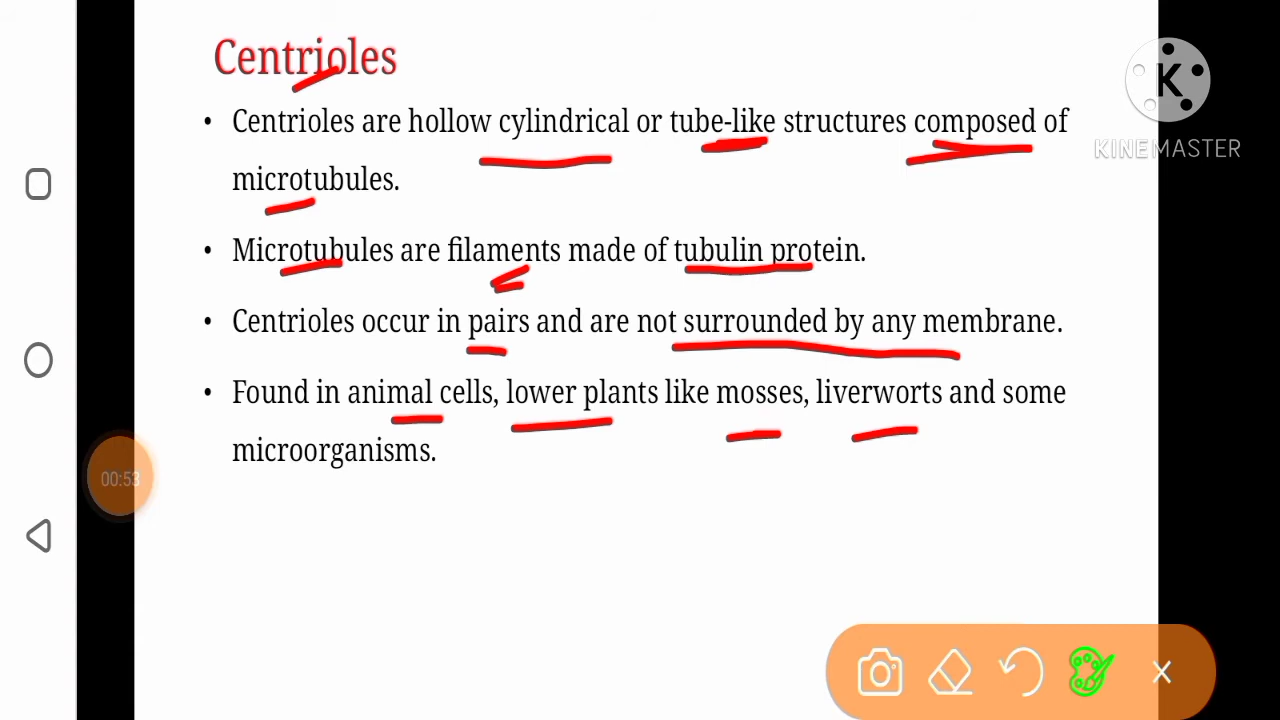 Centrioles
• Centrioles are hollow cylindrical or tube-like structures composed of
microtubules.
• Microtubules are filaments made of tubulin protein.
• Centrioles occur in pairs and are not surrounded by any membrane.
• Found in animal cells, lower plants like mosses, liverworts and some
microorganisms.
K
KINEMASTER
00:53